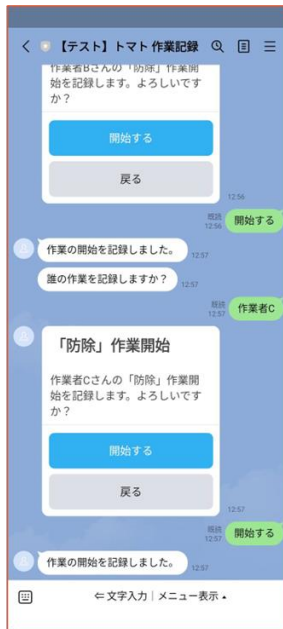 【テスト】トマト 作業記録
作業者Bさんの「防除」作業開
始を記録します。よろしいです
か？
開始する
戻る
12:56
既読
12:56
開始する
作業の開始を記録しました。
12:57
誰の作業を記録しますか？
12:57
既読
12:57
作業者C
「防除」作業開始
作業者Cさんの「防除」作業開
始を記録します。よろしいです
か？
開始する
戻る
12:57
既読
12:57
開始する
作業の開始を記録しました。
12:57
⇐文字入力｜メニュー表示 ▴